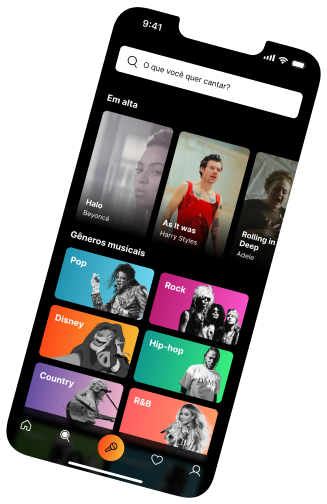 9:41
O que você quer cantar?
Em alta
Halo
Beyoncé
As It was
Harry Styles
Rolling in
Deep
Adele
Gêneros musicais
Pop
Rock
Disney
Hip-hop
Country
R&B